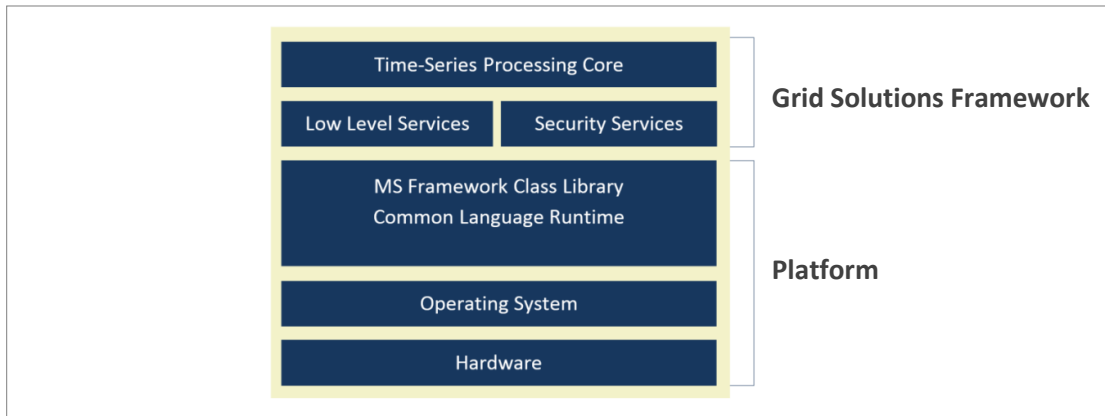 Time-Series Processing Core
Low Level Services
Security Services
Grid Solutions Framework
MS Framework Class Library
Common Language Runtime
Platform
Operating System
Hardware